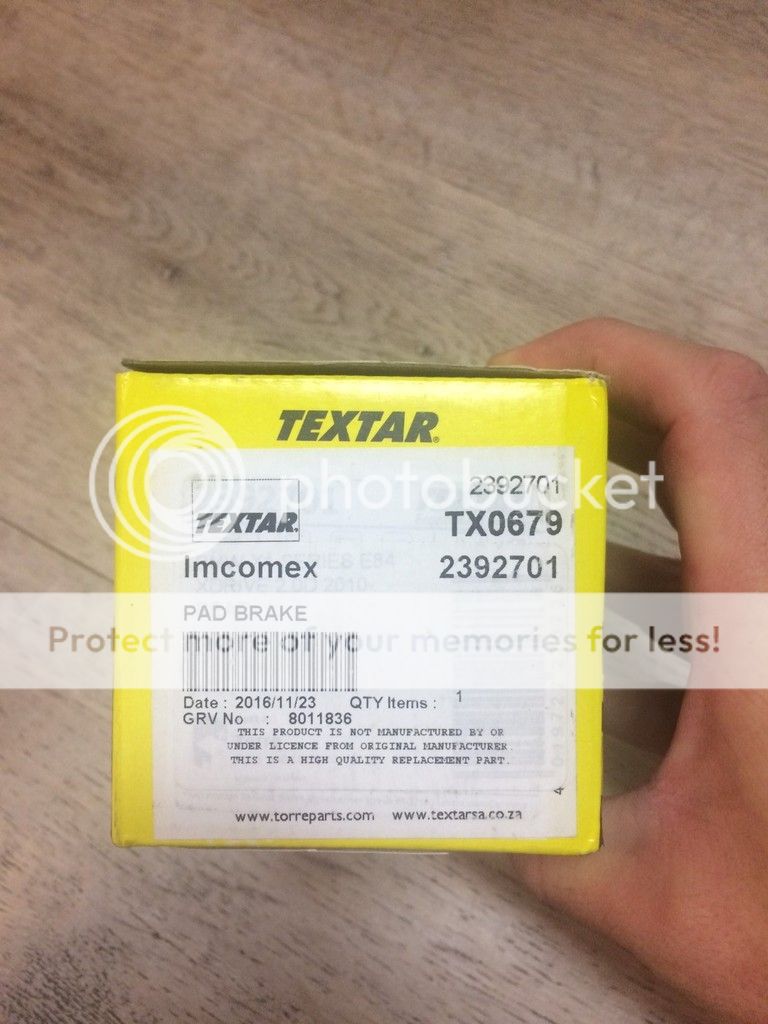 TEXTAR®
2392701
TEXTAR®
TX0679
Imcomex 2392701
PAD BRAKE
Date : 2016/11/23 QTY Items : 1
GRV No : 8011836
THIS PRODUCT IS NOT MANUFACTURED BY OR
UNDER LICENCE FROM ORIGINAL MANUFACTURER
THIS IS A HIGH QUALITY REPLACEMENT PART.
www.torreparts.com www.textarsa.co.za
photobucket
Protect more of your memories for less!